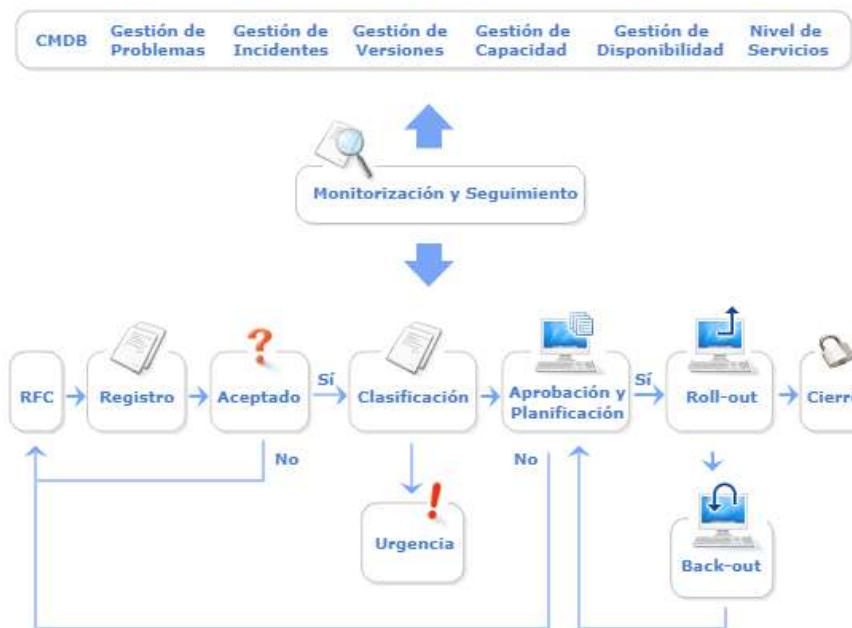 CMDB
Gestión de
Problemas
Gestión de
Incidentes
Gestión de
Versiones
Gestión de
Capacidad
Gestión de
Disponibilidad
Nivel de
Servicios
Monitorización y Seguimiento
RFC
Registro
Aceptado
Sí
Clasificación
Aprobación y
Planificación
Sí
Roll-out
Cierre
No
No
Urgencia
Back-out